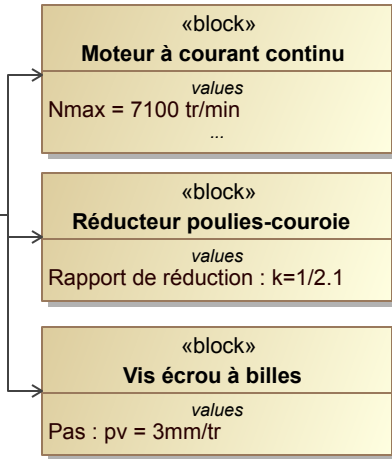 «block»
Moteur à courant continu
values
Nmax = 7100 tr/min
...
«block»
Réducteur poulies-couroie
values
Rapport de réduction : k=1/2.1
«block»
Vis écrou à billes
values
Pas : pv = 3mm/tr